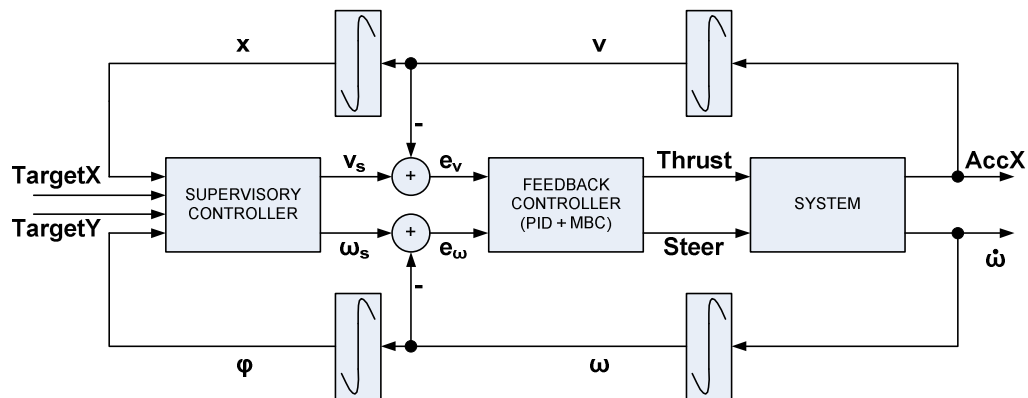 x
v
-
TargetX
TargetY
SUPERVISORY
CONTROLLER
vs
ωs
+
+
ev
eω
FEEDBACK
CONTROLLER
(PID + MBC)
Thrust
Steer
SYSTEM
AccX
ω̇
-
φ
ω